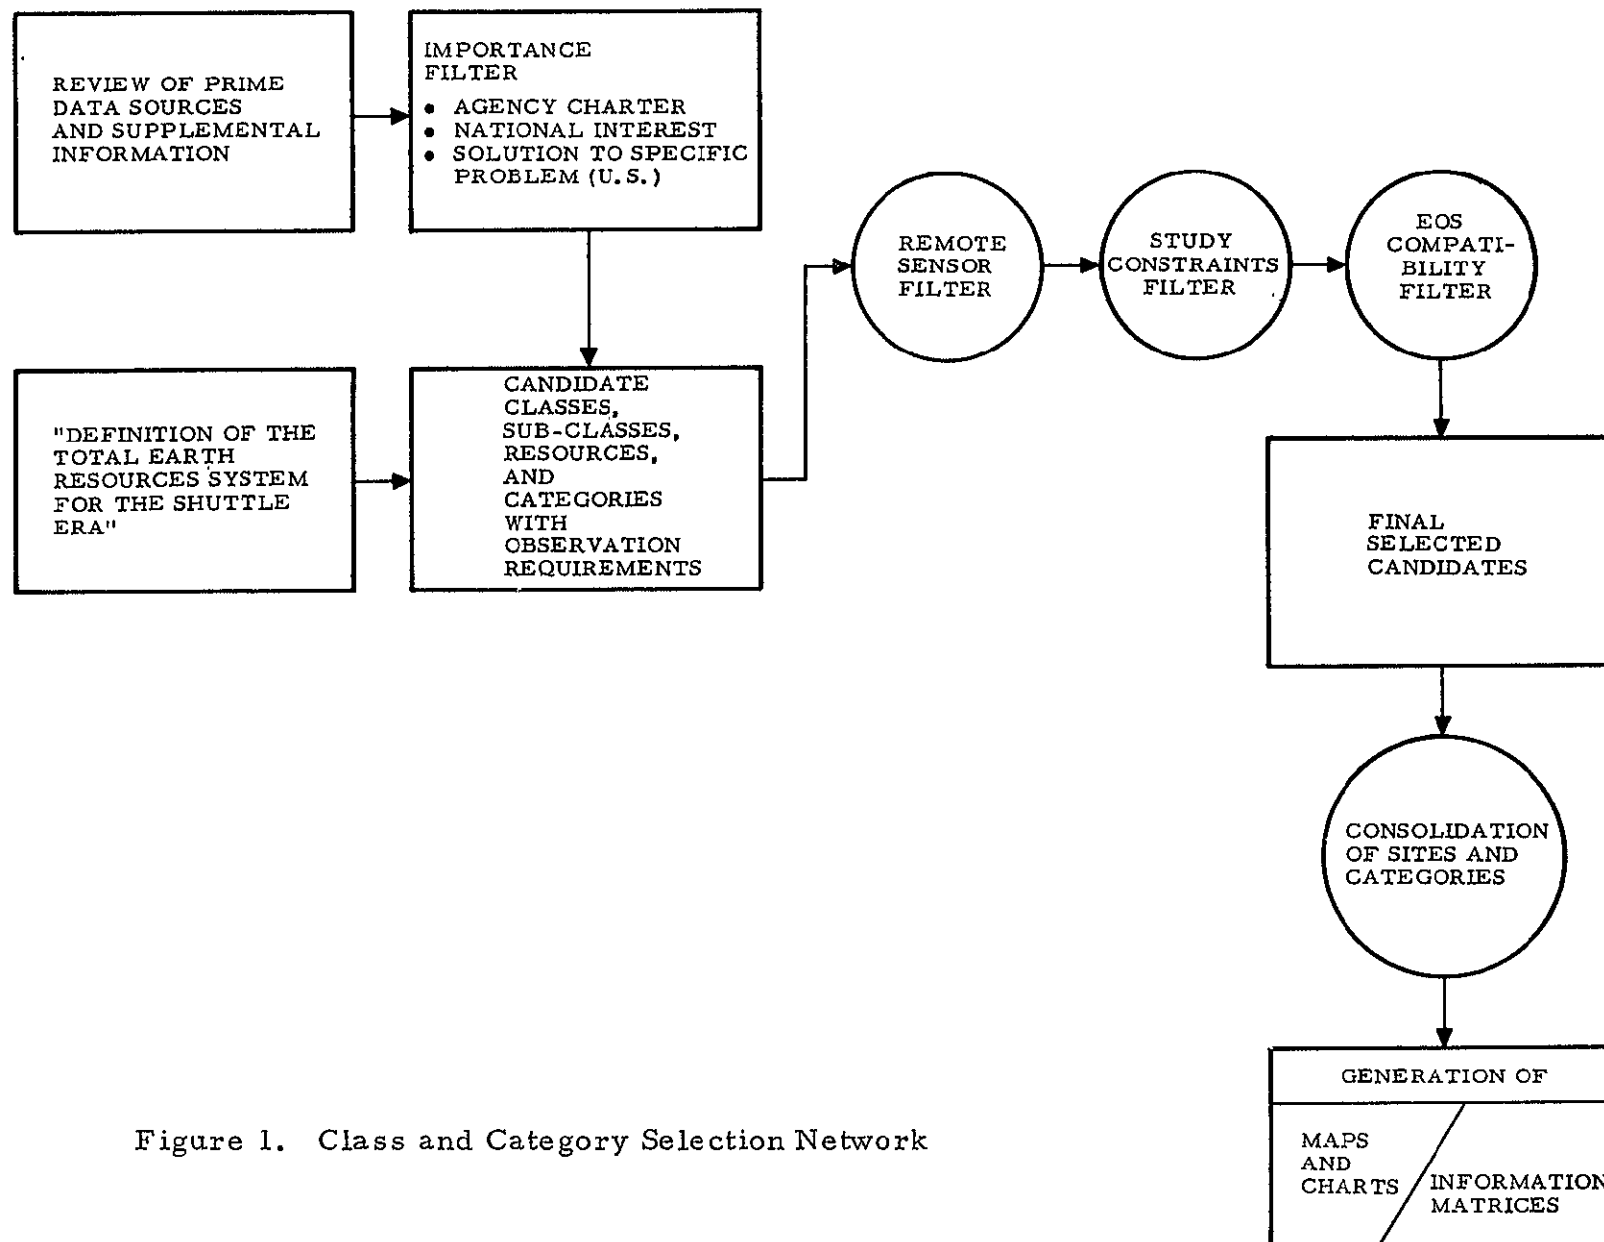 REVIEW OF PRIME
DATA SOURCES
AND SUPPLEMENTAL
INFORMATION
IMPORTANCE
FILTER
• AGENCY CHARTER
• NATIONAL INTEREST
• SOLUTION TO SPECIFIC
PROBLEM (U.S.)
"DEFINITION OF THE
TOTAL EARTH
RESOURCES SYSTEM
FOR THE SHUTTLE
ERA"
CANDIDATE
CLASSES,
SUB-CLASSES,
RESOURCES,
AND
CATEGORIES
WITH
OBSERVATION
REQUIREMENTS
REMOTE
SENSOR
FILTER
STUDY
CONSTRAINTS
FILTER
EOS
COMPATI-
BILITY
FILTER
FINAL
SELECTED
CANDIDATES
CONSOLIDATION
OF SITES AND
CATEGORIES
GENERATION OF
MAPS
AND
CHARTS
INFORMATION
MATRICES
Figure 1. Class and Category Selection Network